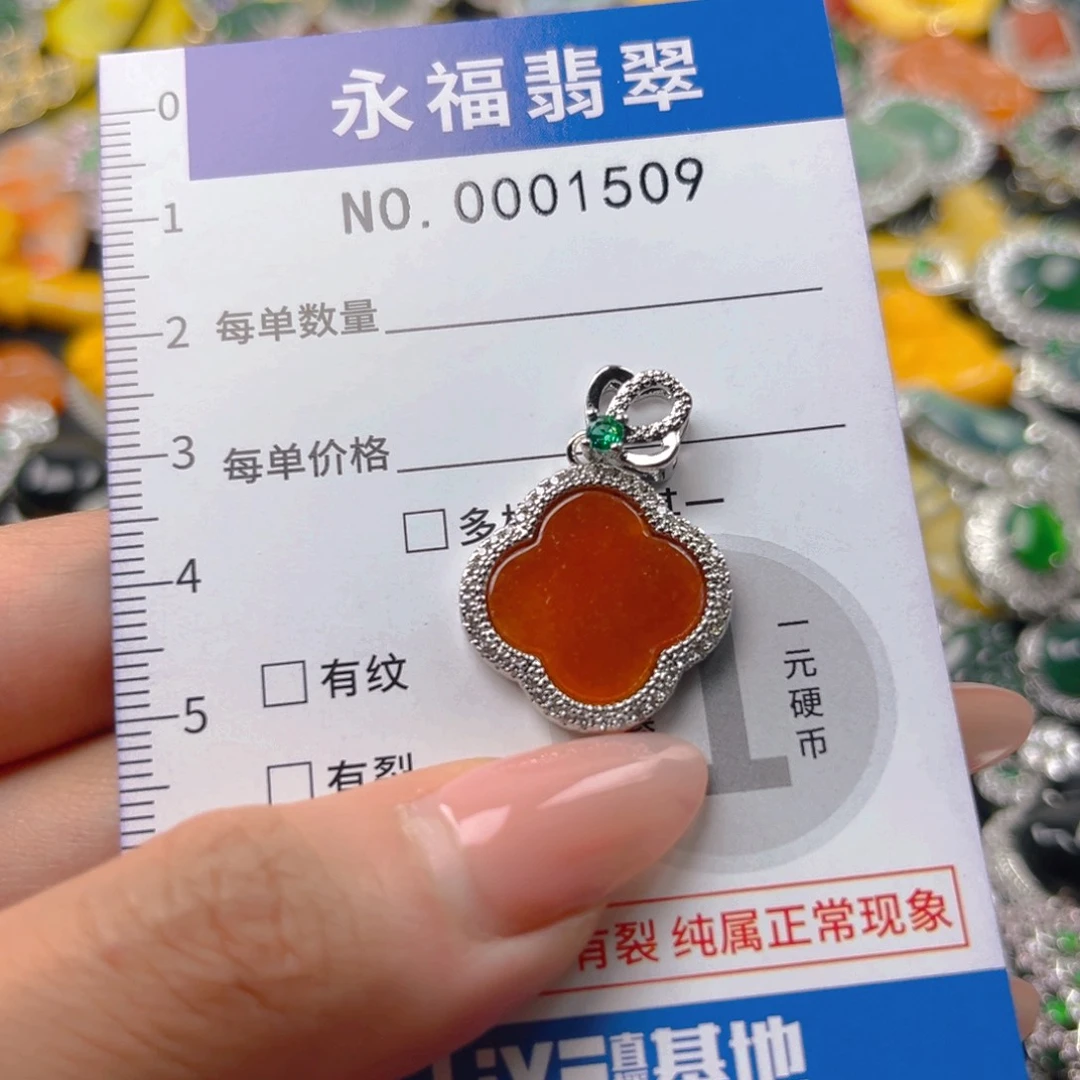 永福翡翠
NO. 0001509
0
1
2
3
4
5
每单数量
每单价格
多
一
有纹
有裂
一元硬币
1
有裂 纯属正常现象
基地